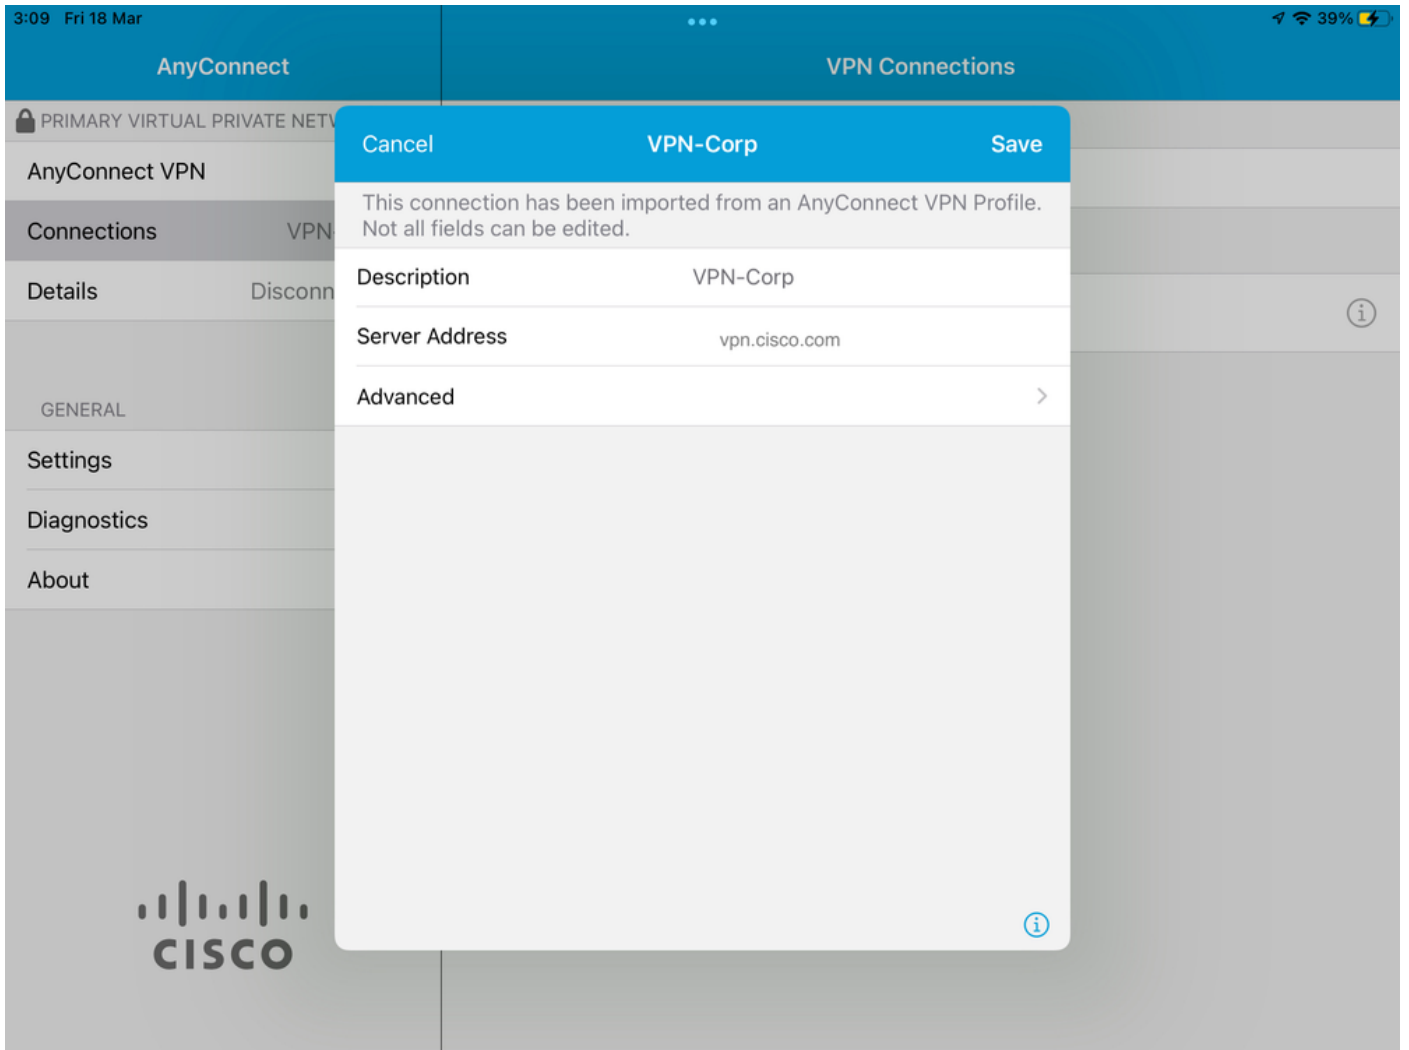 3:09 Fri 18 Mar
39%
AnyConnect
VPN Connections
PRIMARY VIRTUAL PRIVATE NETW
AnyConnect VPN
Connections VPN-
Details Disconn
GENERAL
Settings
Diagnostics
About
CISCO
Cancel VPN-Corp Save
This connection has been imported from an AnyConnect VPN Profile.
Not all fields can be edited.
Description VPN-Corp
Server Address vpn.cisco.com
Advanced